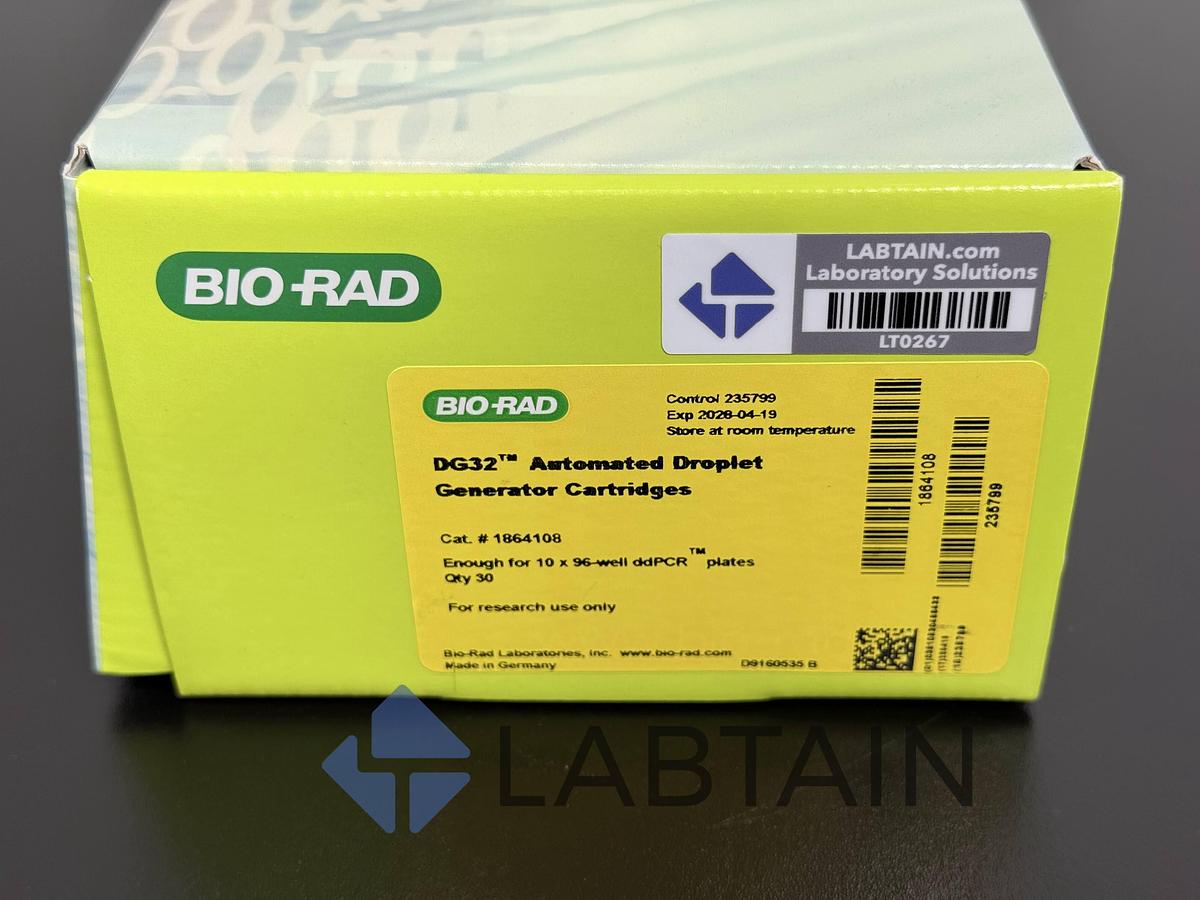 BIO-RAD
LABTAIN.com
Laboratory Solutions
LT0267
BIO-RAD
Control 235799
Exp 2028-04-19
Store at room temperature
DG32™ Automated Droplet
Generator Cartridges
Cat. # 1864108
Enough for 10 x 96-well ddPCR™ plates
Qty 30
For research use only
Bio-Rad Laboratories, Inc. www.bio-rad.com
Made in Germany
D9160535 B
1864108
235799
LABTAIN